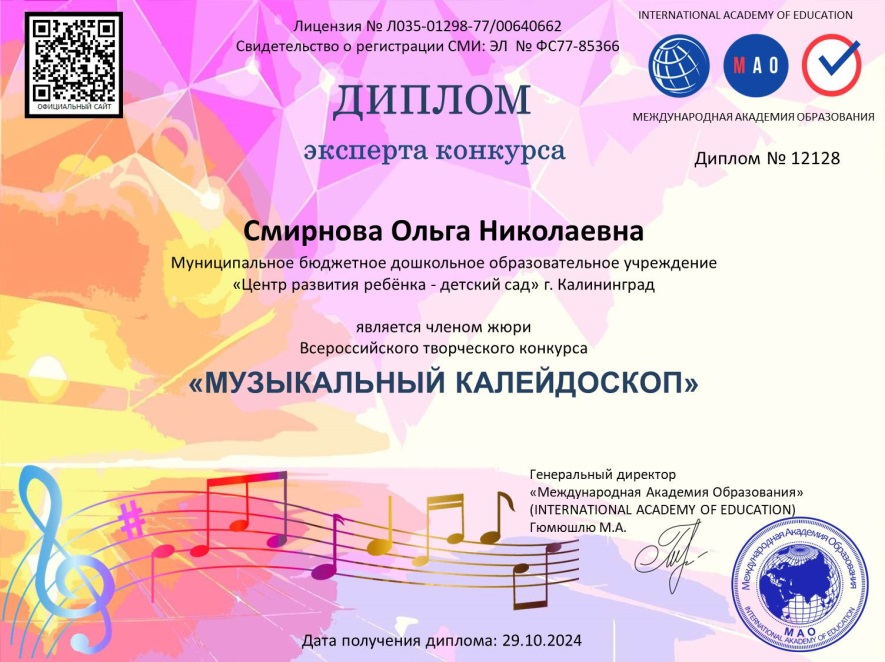 Лицензия № Л035-01298-77/00640662
Свидетельство о регистрации СМИ: ЭЛ № ФС77-85366
ОФИЦИАЛЬНЫЙ САЙТ
INTERNATIONAL ACADEMY OF EDUCATION
МАО
МЕЖДУНАРОДНАЯ АКАДЕМИЯ ОБРАЗОВАНИЯ
ДИПЛОМ
эксперта конкурса
Диплом № 12128
Смирнова Ольга Николаевна
Муниципальное бюджетное дошкольное образовательное учреждение
«Центр развития ребёнка - детский сад» г. Калининград
является членом жюри
Всероссийского творческого конкурса
«МУЗЫКАЛЬНЫЙ КАЛЕЙДОСКОП»
Генеральный директор
«Международная Академия Образования»
(INTERNATIONAL ACADEMY OF EDUCATION)
Гюмюшлю М.А.
Международная Академия Образования
МАО
INTERNATIONAL ACADEMY OF EDUCATION
Дата получения диплома: 29.10.2024